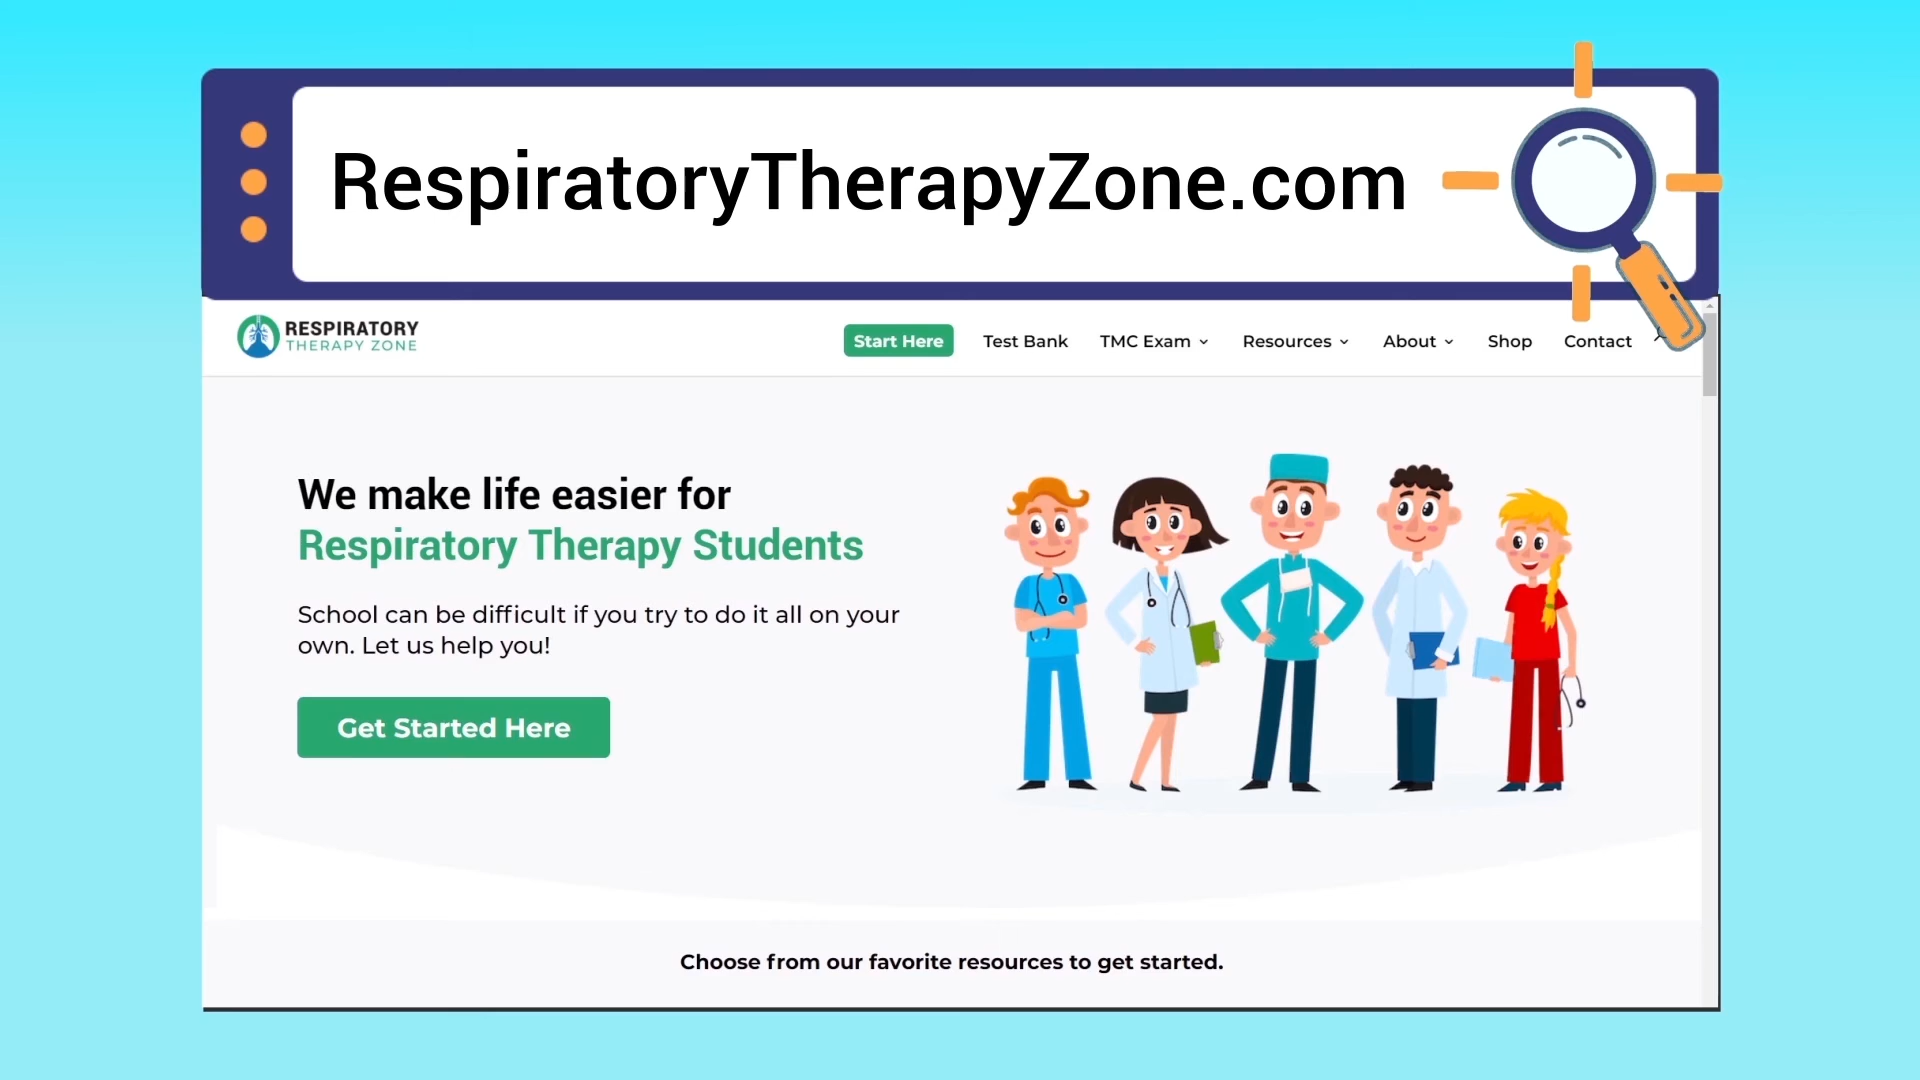 RespiratoryTherapyZone.com
RESPIRATORY
THERAPY ZONE
Start Here
Test Bank
TMC Exam
Resources
About
Shop
Contact
We make life easier for
Respiratory Therapy Students
School can be difficult if you try to do it all on your
own. Let us help you!
Get Started Here
Choose from our favorite resources to get started.